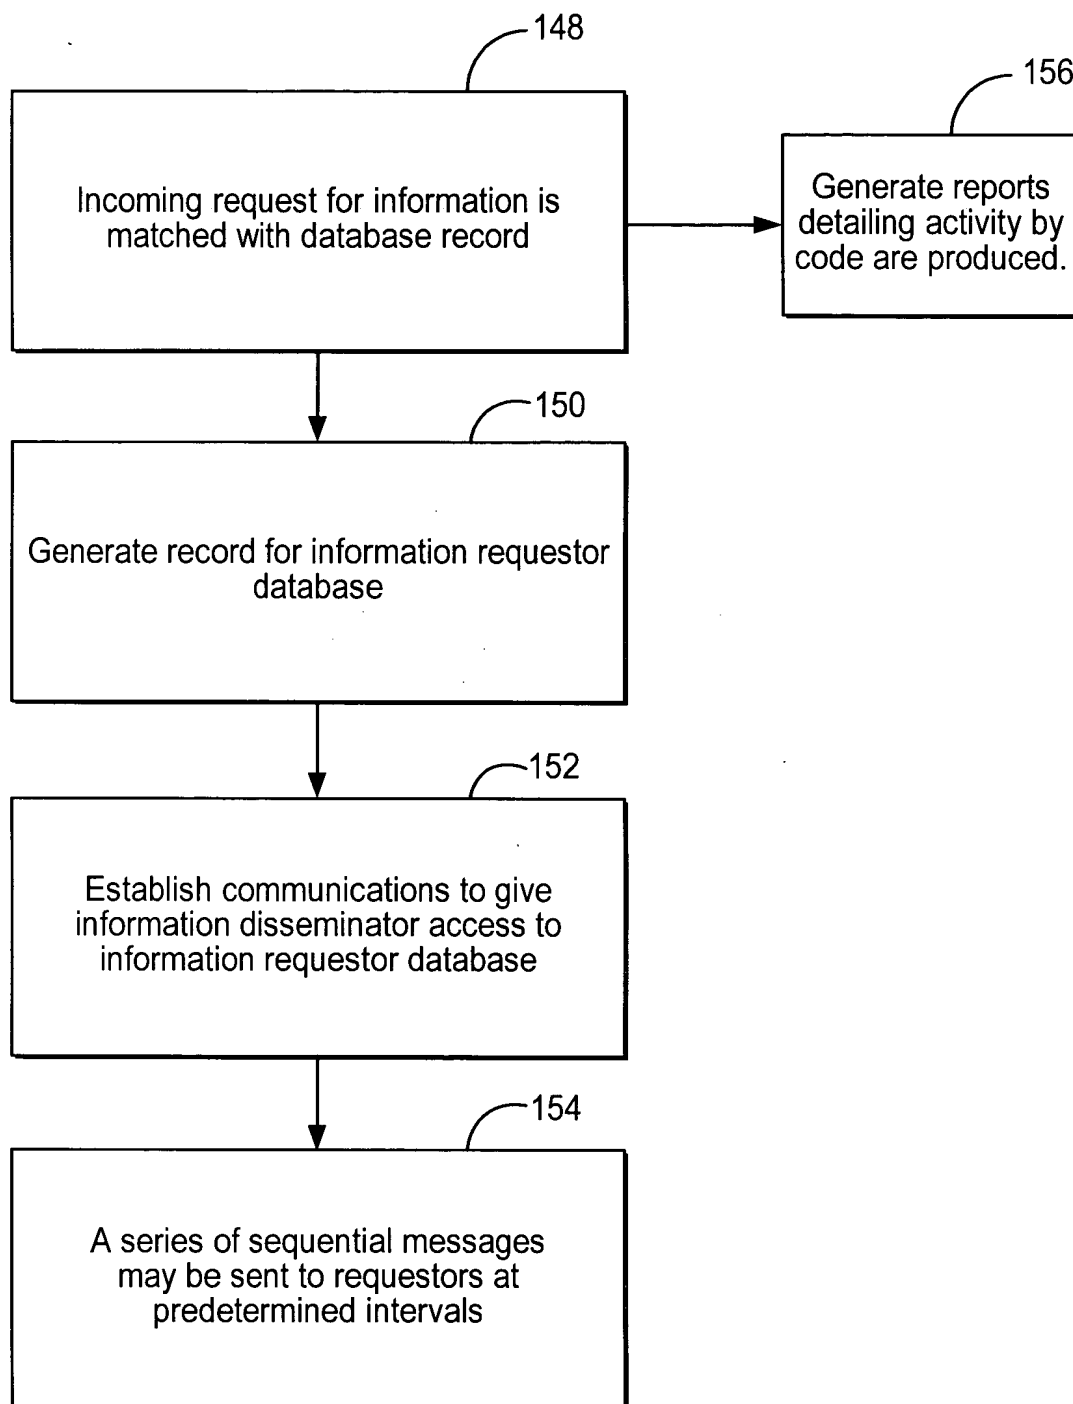 148
Incoming request for information is
matched with database record
156
Generate reports
detailing activity by
code are produced.
150
Generate record for information requestor
database
152
Establish communications to give
information disseminator access to
information requestor database
154
A series of sequential messages
may be sent to requestors at
predetermined intervals